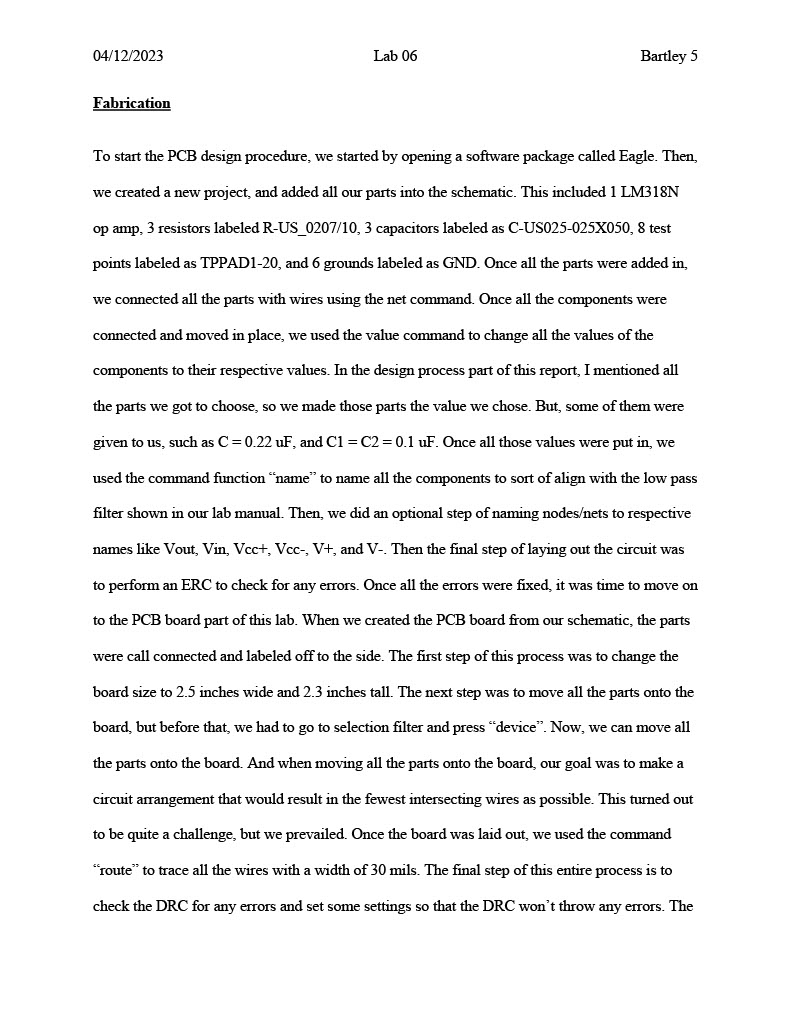 04/12/2023 Lab 06 Bartley 5
Fabrication
To start the PCB design procedure, we started by opening a software package called Eagle. Then,
we created a new project, and added all our parts into the schematic. This included 1 LM318N
op amp, 3 resistors labeled R-US_0207/10, 3 capacitors labeled as C-US025-025X050, 8 test
points labeled as TPPAD1-20, and 6 grounds labeled as GND. Once all the parts were added in,
we connected all the parts with wires using the net command. Once all the components were
connected and moved in place, we used the value command to change all the values of the
components to their respective values. In the design process part of this report, I mentioned all
the parts we got to choose, so we made those parts the value we chose. But, some of them were
given to us, such as C = 0.22 uF, and C1 = C2 = 0.1 uF. Once all those values were put in, we
used the command function “name” to name all the components to sort of align with the low pass
filter shown in our lab manual. Then, we did an optional step of naming nodes/nets to respective
names like Vout, Vin, Vcc+, Vcc-, V+, and V-. Then the final step of laying out the circuit was
to perform an ERC to check for any errors. Once all the errors were fixed, it was time to move on
to the PCB board part of this lab. When we created the PCB board from our schematic, the parts
were call connected and labeled off to the side. The first step of this process was to change the
board size to 2.5 inches wide and 2.3 inches tall. The next step was to move all the parts onto the
board, but before that, we had to go to selection filter and press “device”. Now, we can move all
the parts onto the board. And when moving all the parts onto the board, our goal was to make a
circuit arrangement that would result in the fewest intersecting wires as possible. This turned out
to be quite a challenge, but we prevailed. Once the board was laid out, we used the command
“route” to trace all the wires with a width of 30 mils. The final step of this entire process is to
check the DRC for any errors and set some settings so that the DRC won’t throw any errors. The